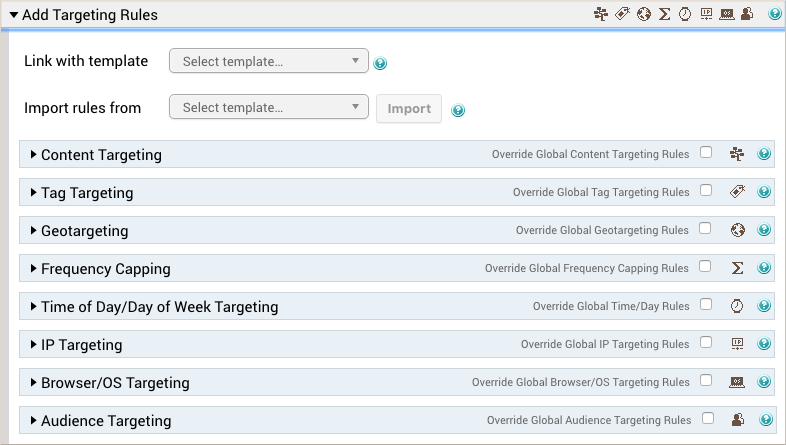 Add Targeting Rules
Link with template Select template...
Import rules from Select template... Import
Content Targeting Override Global Content Targeting Rules
Tag Targeting Override Global Tag Targeting Rules
Geotargeting Override Global Geotargeting Rules
Frequency Capping Override Global Frequency Capping Rules
Time of Day/Day of Week Targeting Override Global Time/Day Rules
IP Targeting Override Global IP Targeting Rules
Browser/OS Targeting Override Global Browser/OS Targeting Rules
Audience Targeting Override Global Audience Targeting Rules